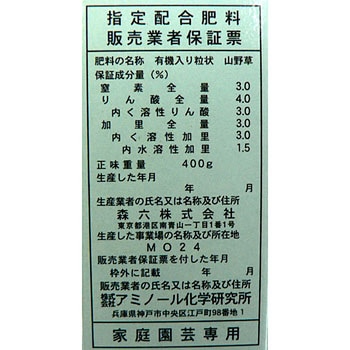 指定配合肥料
販売業者保証票
肥料の名称 有機入り粒状 山野草
保証成分量(%)
窒素全量 3.0
りん酸全量 4.0
内く溶性りん酸 3.0
加里全量 3.0
内く溶性加里 3.0
内水溶性加里 1.5
正味重量 400g
生産した年月
年 月
生産業者の氏名又は名称及び住所
森六株式会社
東京都港区南青山一丁目1番1号
生産した事業場の名称及び所在地
MO24
販売業者保証票を付した年月
枠外に記載 年 月
販売業者の氏名又は名称及び住所
株式会社アミノール化学研究所
兵庫県神戸市中央区江戸町98番地1
家庭園芸専用